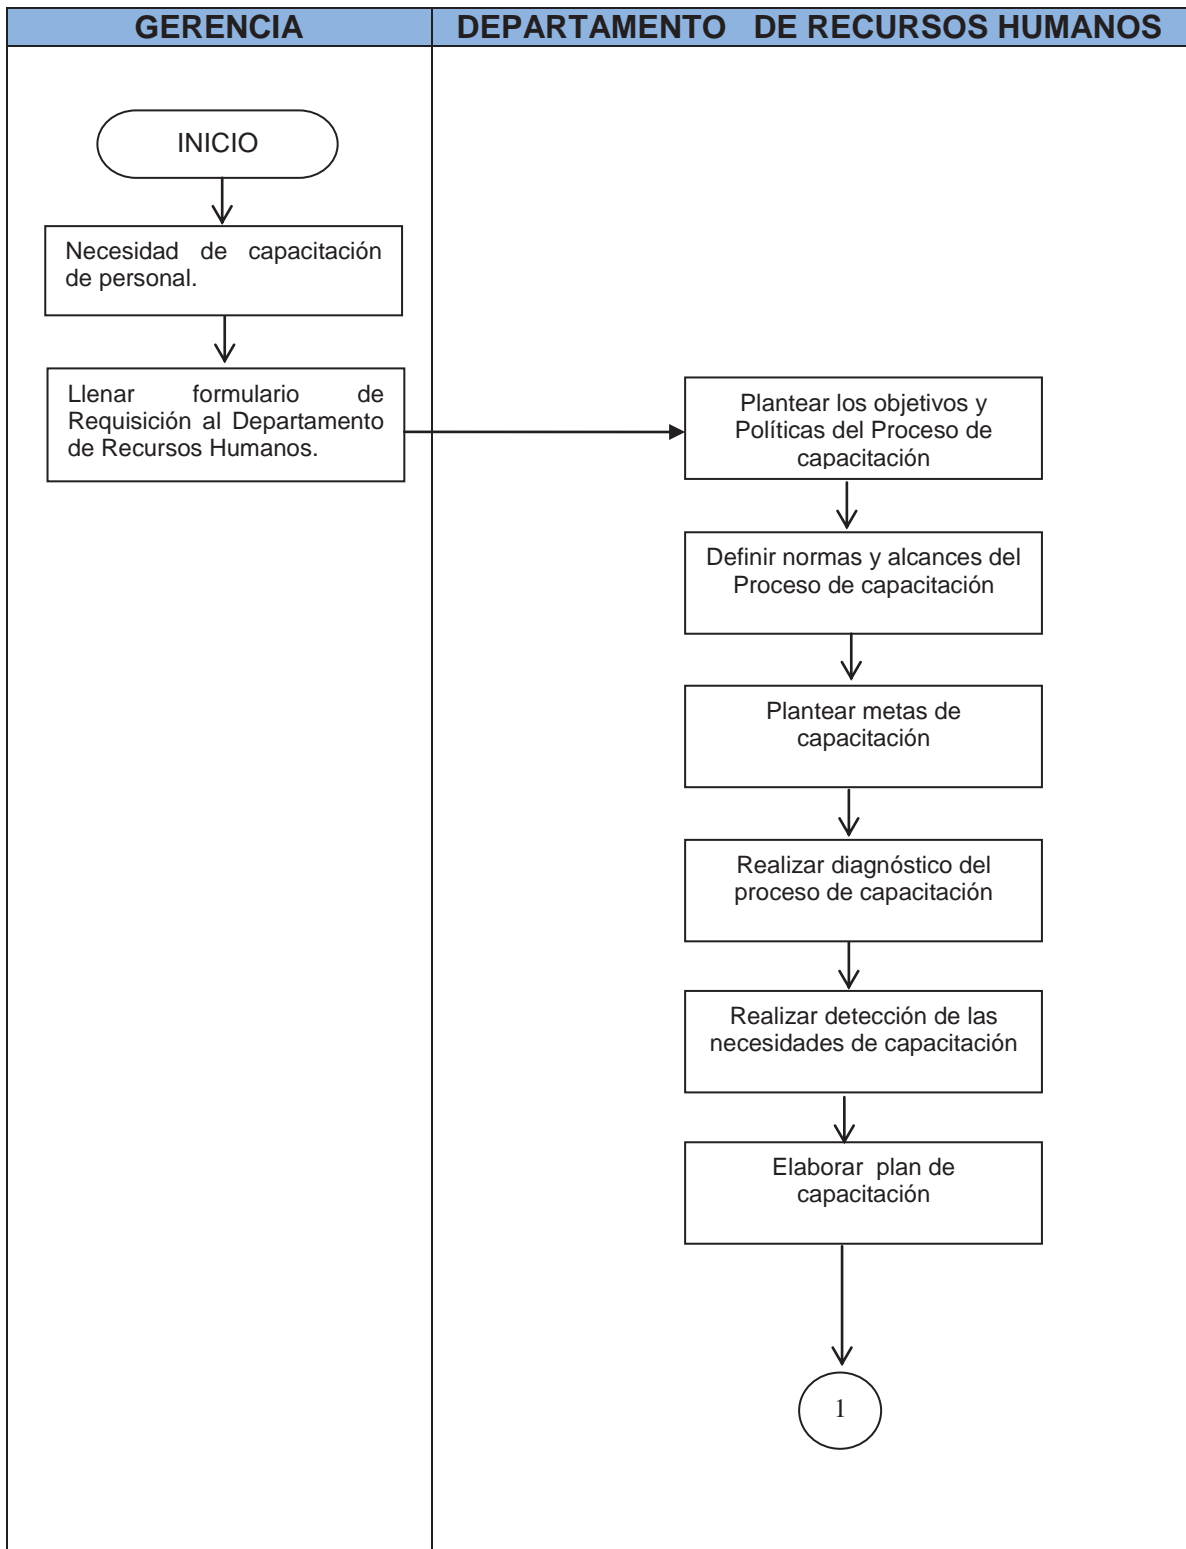 GERENCIA
DEPARTAMENTO DE RECURSOS HUMANOS
INICIO
Necesidad de capacitación
de personal.
Llenar formulario de
Requisición al Departamento
de Recursos Humanos.
Plantear los objetivos y
Políticas del Proceso de
capacitación
Definir normas y alcances del
Proceso de capacitación
Plantear metas de
capacitación
Realizar diagnóstico del
proceso de capacitación
Realizar detección de las
necesidades de capacitación
Elaborar plan de
capacitación
1